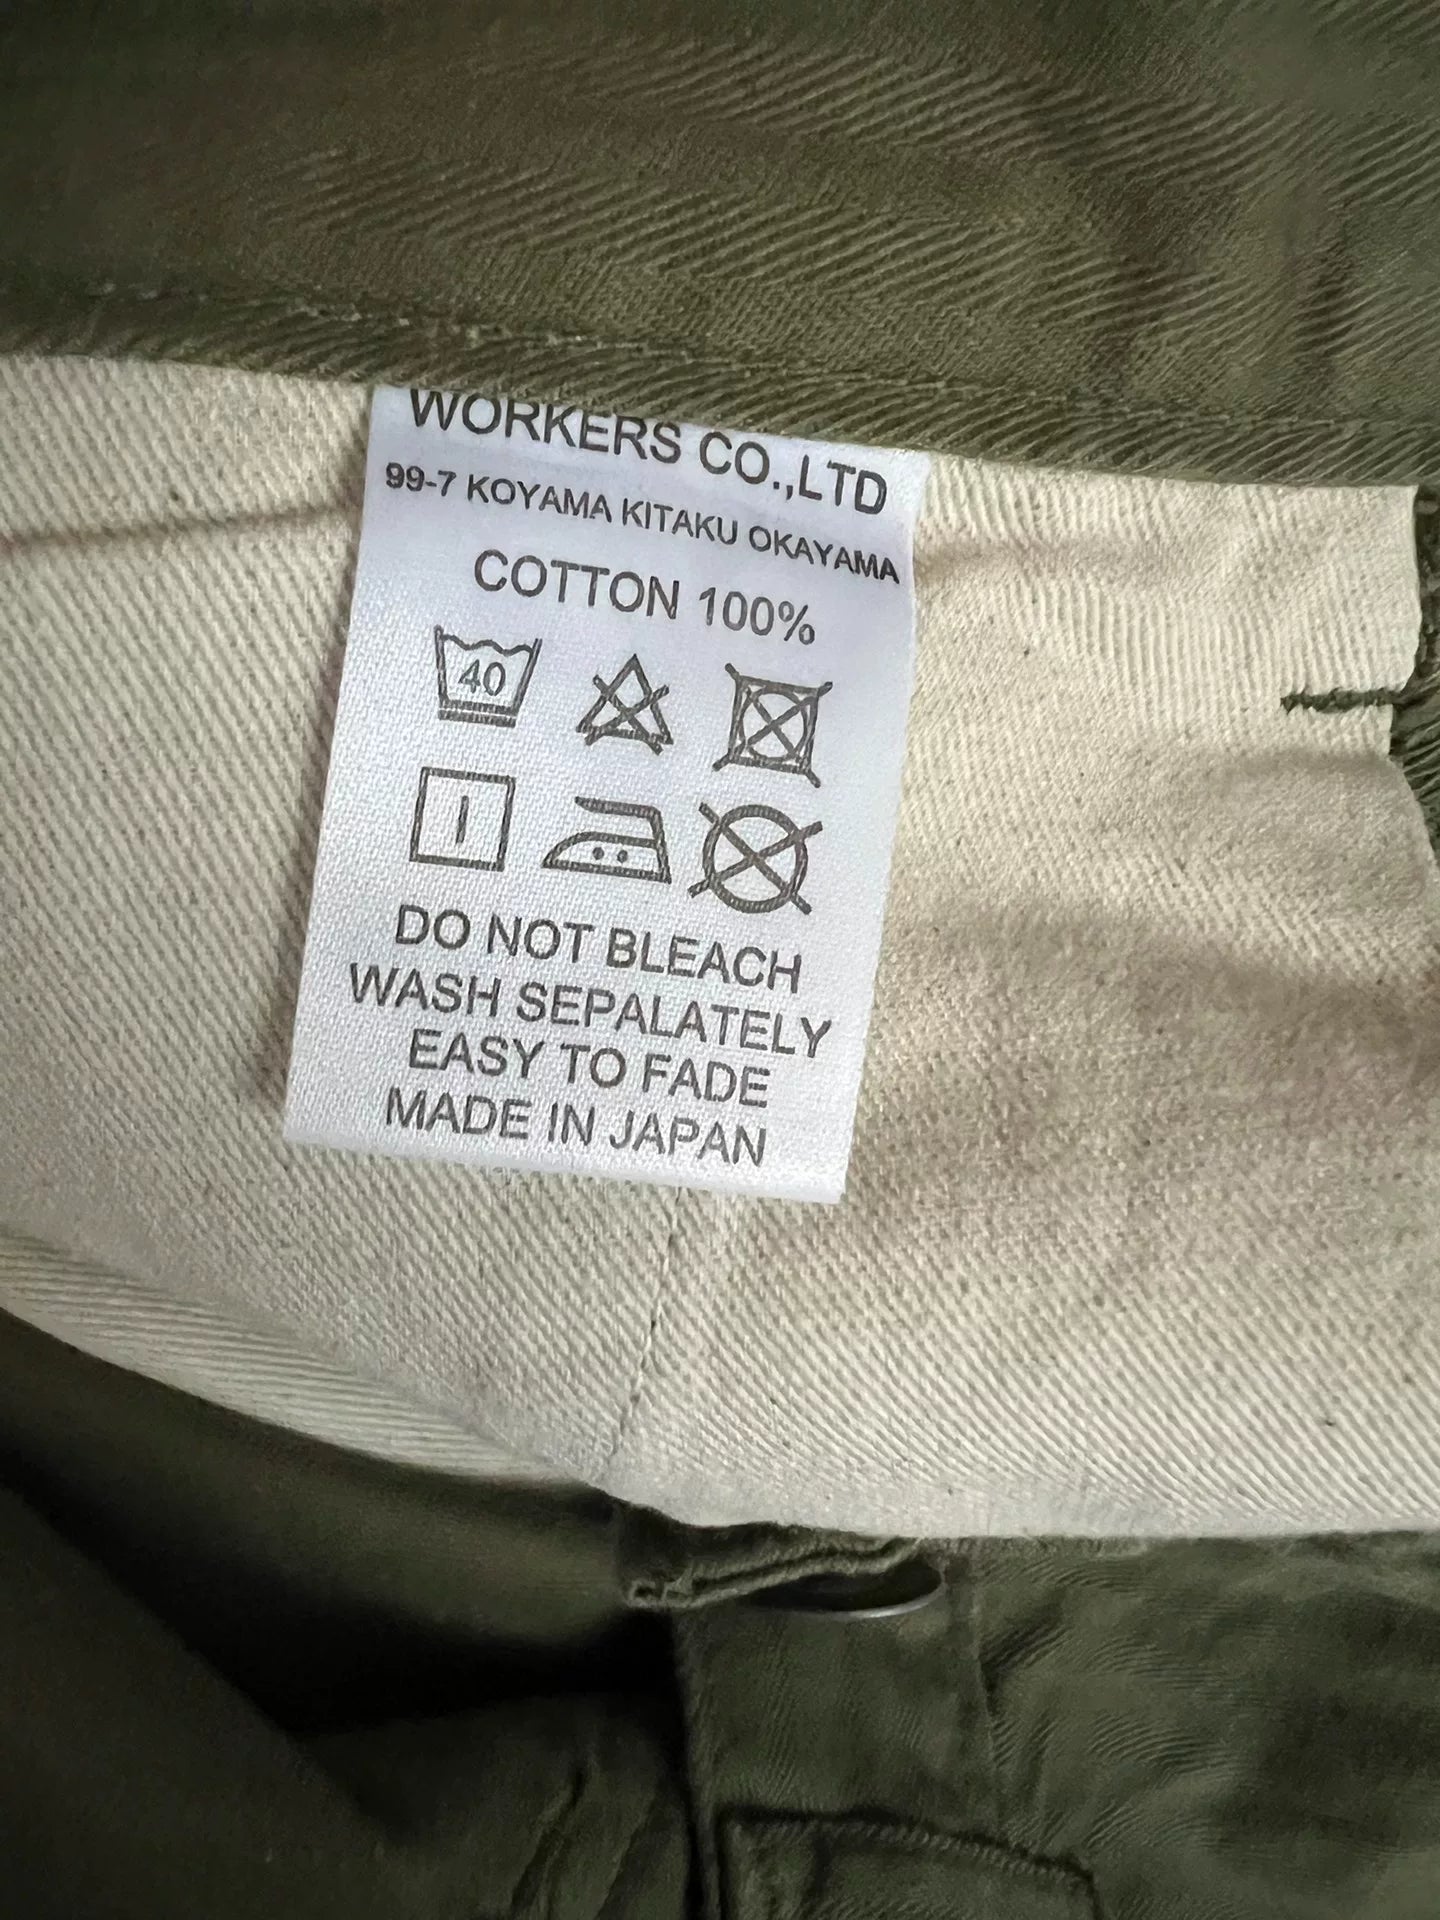 WORKERS CO.,LTD
99-7 KOYAMA KITAKU OKAYAMA
COTTON 100%
40
DO NOT BLEACH
WASH SEPALATELY
EASY TO FADE
MADE IN JAPAN